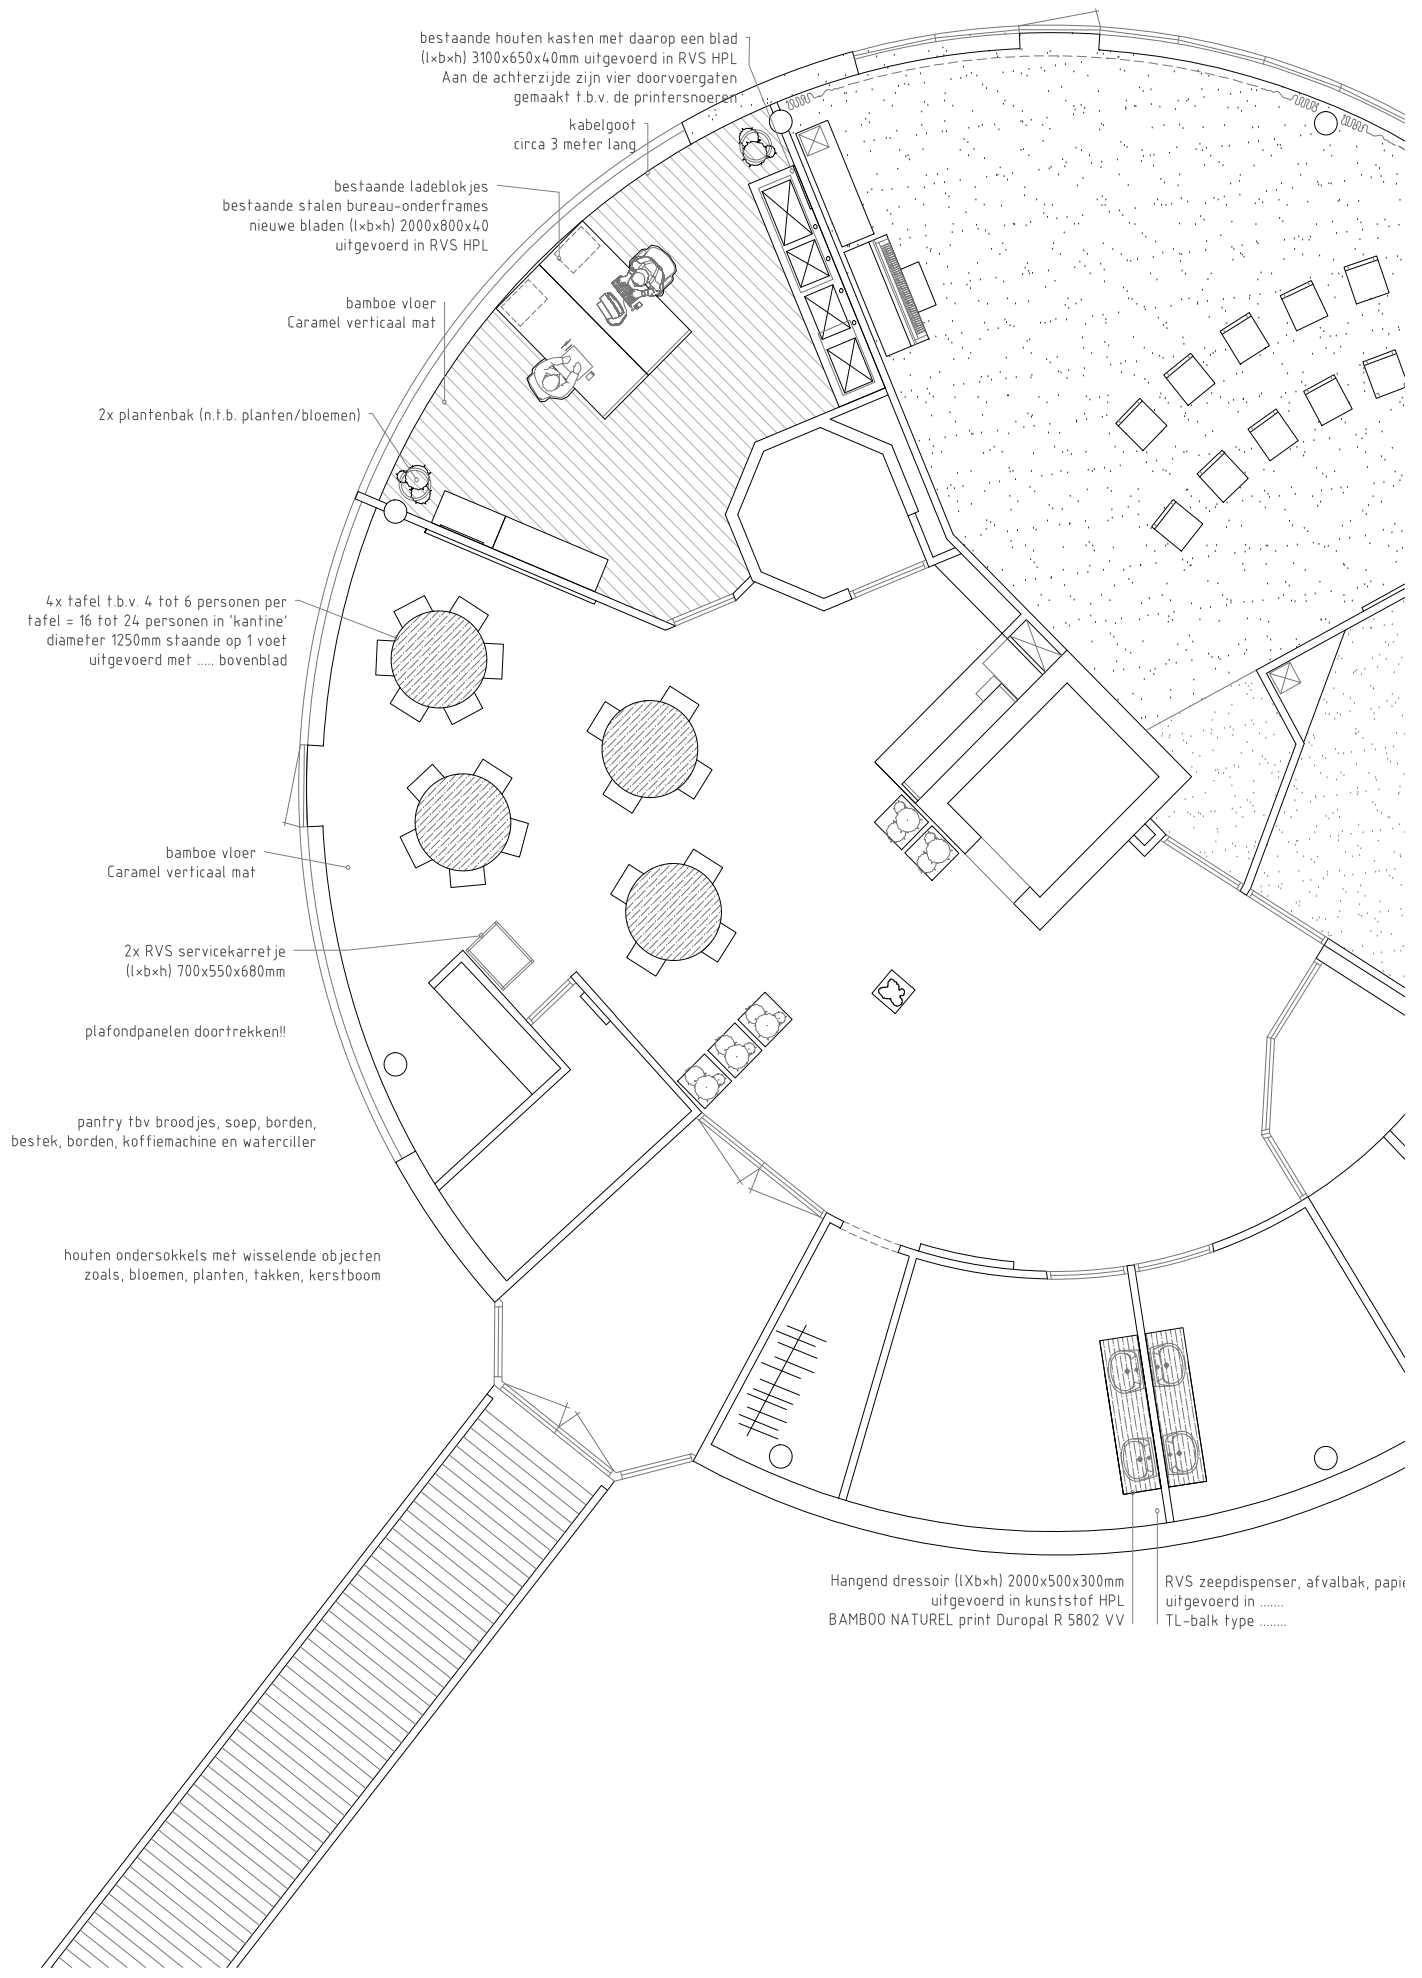 bestaande houten kasten met daarop een blad
(l×b×h) 3100x650x40mm uitgevoerd in RVS HPL
Aan de achterzijde zijn vier doorvoergaten
gemaakt t.b.v. de printersnoeren
kabelgoot
circa 3 meter lang
bestaande ladeblokjes
bestaande stalen bureau-onderframes
nieuwe bladen (l×b×h) 2000x800x40
uitgevoerd in RVS HPL
bamboe vloer
Caramel verticaal mat
2x plantenbak (n.t.b. planten/bloemen)
4x tafel t.b.v. 4 tot 6 personen per
tafel = 16 tot 24 personen in 'kantine'
diameter 1250mm staande op 1 voet
uitgevoerd met ..... bovenblad
bamboe vloer
Caramel verticaal mat
2x RVS servicekarretje
(l×b×h) 700x550x680mm
plafondpanelen doortrekken!!
pantry tbv broodjes, soep, borden,
bestek, borden, koffiemachine en waterciller
houten ondersokkels met wisselende objecten
zoals, bloemen, planten, takken, kerstboom
Hangend dressoir (lXb×h) 2000x500x300mm
uitgevoerd in kunststof HPL
BAMBOO NATUREL print Duropal R 5802 VV
RVS zeepdispenser, afvalbak, papie
uitgevoerd in .......
TL-balk type ........